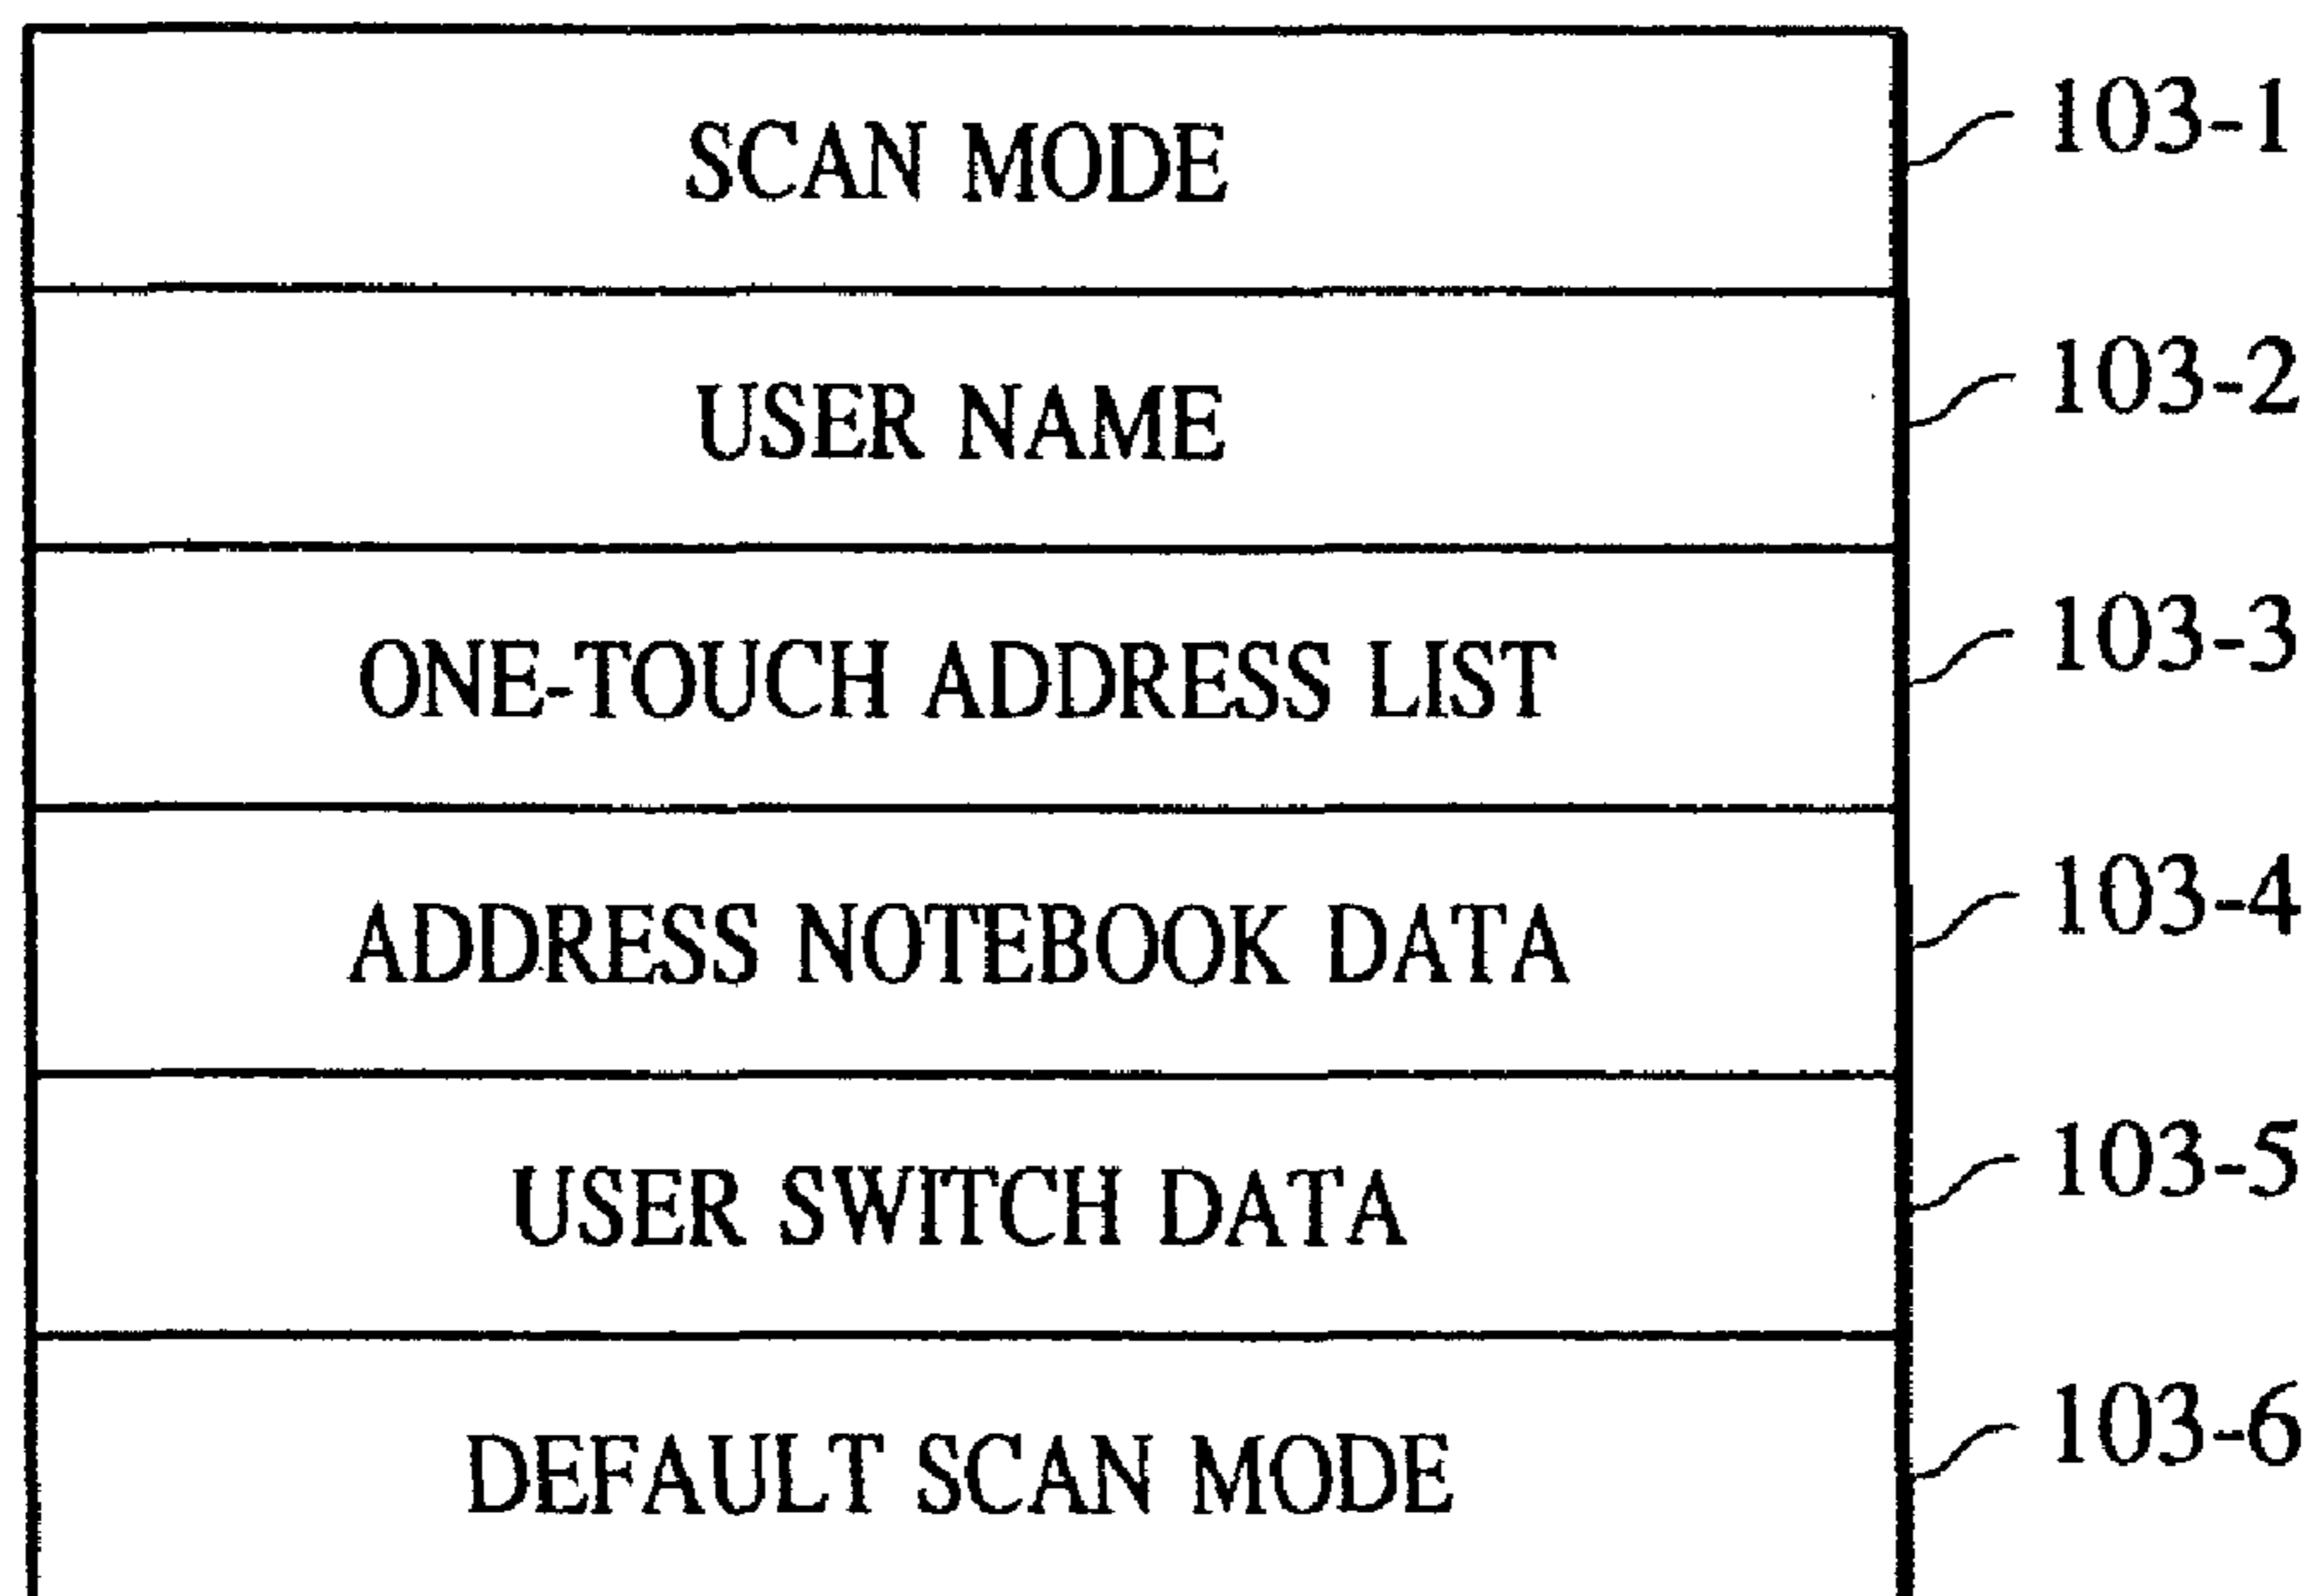 SCAN MODE 103-1
USER NAME 103-2
ONE-TOUCH ADDRESS LIST 103-3
ADDRESS NOTEBOOK DATA 103-4
USER SWITCH DATA 103-5
DEFAULT SCAN MODE 103-6